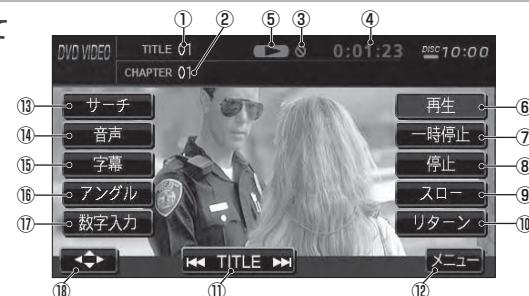 て
① ② ⑤ ③ ④
DVD VIDEO TITLE 01 0:01:23 DISC 10:00
CHAPTER 01
⑬ サーチ 再生 ⑥
⑭ 音声 一時停止 ⑦
⑮ 字幕 停止 ⑧
⑯ アングル スロー ⑨
⑰ 数字入力 リターン ⑩
TITLE メニュー
⑱ ⑪ ⑫